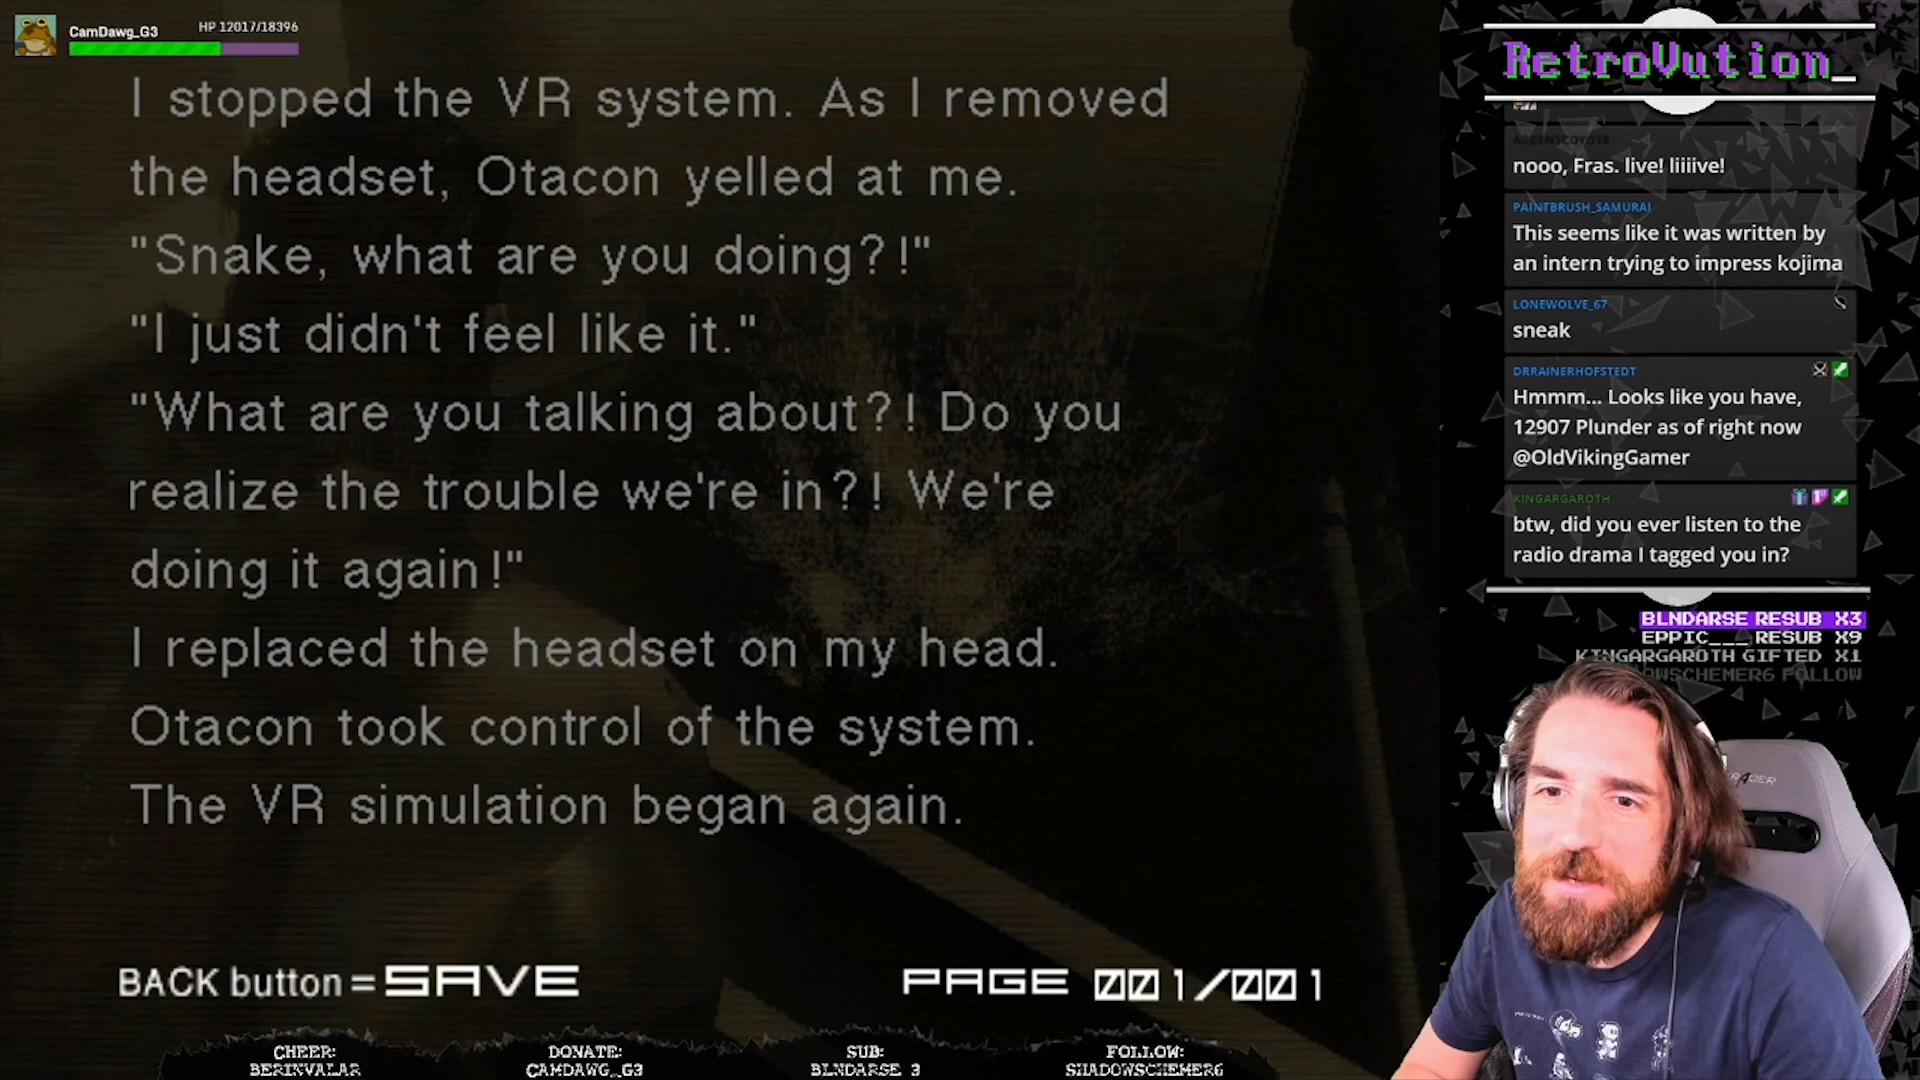 CamDawg_G3
HP 12017/18396
I stopped the VR system. As I removed
the headset, Otacon yelled at me.
"Snake, what are you doing?!"
"I just didn't feel like it."
"What are you talking about?! Do you
realize the trouble we're in?! We're
doing it again!"
I replaced the headset on my head.
Otacon took control of the system.
The VR simulation began again.
BACK button = SAVE
PAGE 001/001
CHEER:
BERINVALAR
DONATE:
CAMDAWG_G3
SUB:
BLNDARSE 3
FOLLOW:
SHADOWSCHEMER6
RetroVution_
ARGENTCOYOTE
nooo, Fras. live! liiiive!
PAINTBRUSH_SAMURAI
This seems like it was written by
an intern trying to impress kojima
LONEWOLVE_67
sneak
DRRAINERHOFSTEDT
Hmmm... Looks like you have,
12907 Plunder as of right now
@OldVikingGamer
KINGARGAROTH
btw, did you ever listen to the
radio drama I tagged you in?
BLNDARSE RESUB X3
EPPIC___ RESUB X9
KINGARGAROTH GIFTED X1
FOLLOW